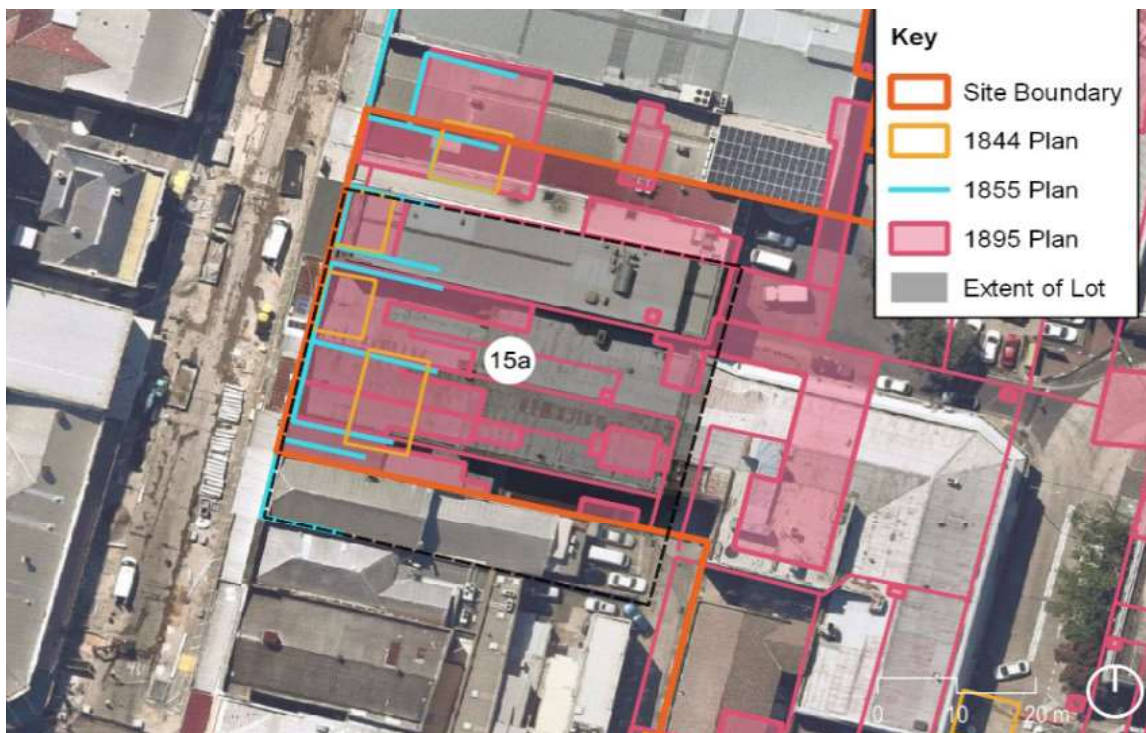 Key
Site Boundary
1844 Plan
1855 Plan
1895 Plan
Extent of Lot
15a
0 10 20 m